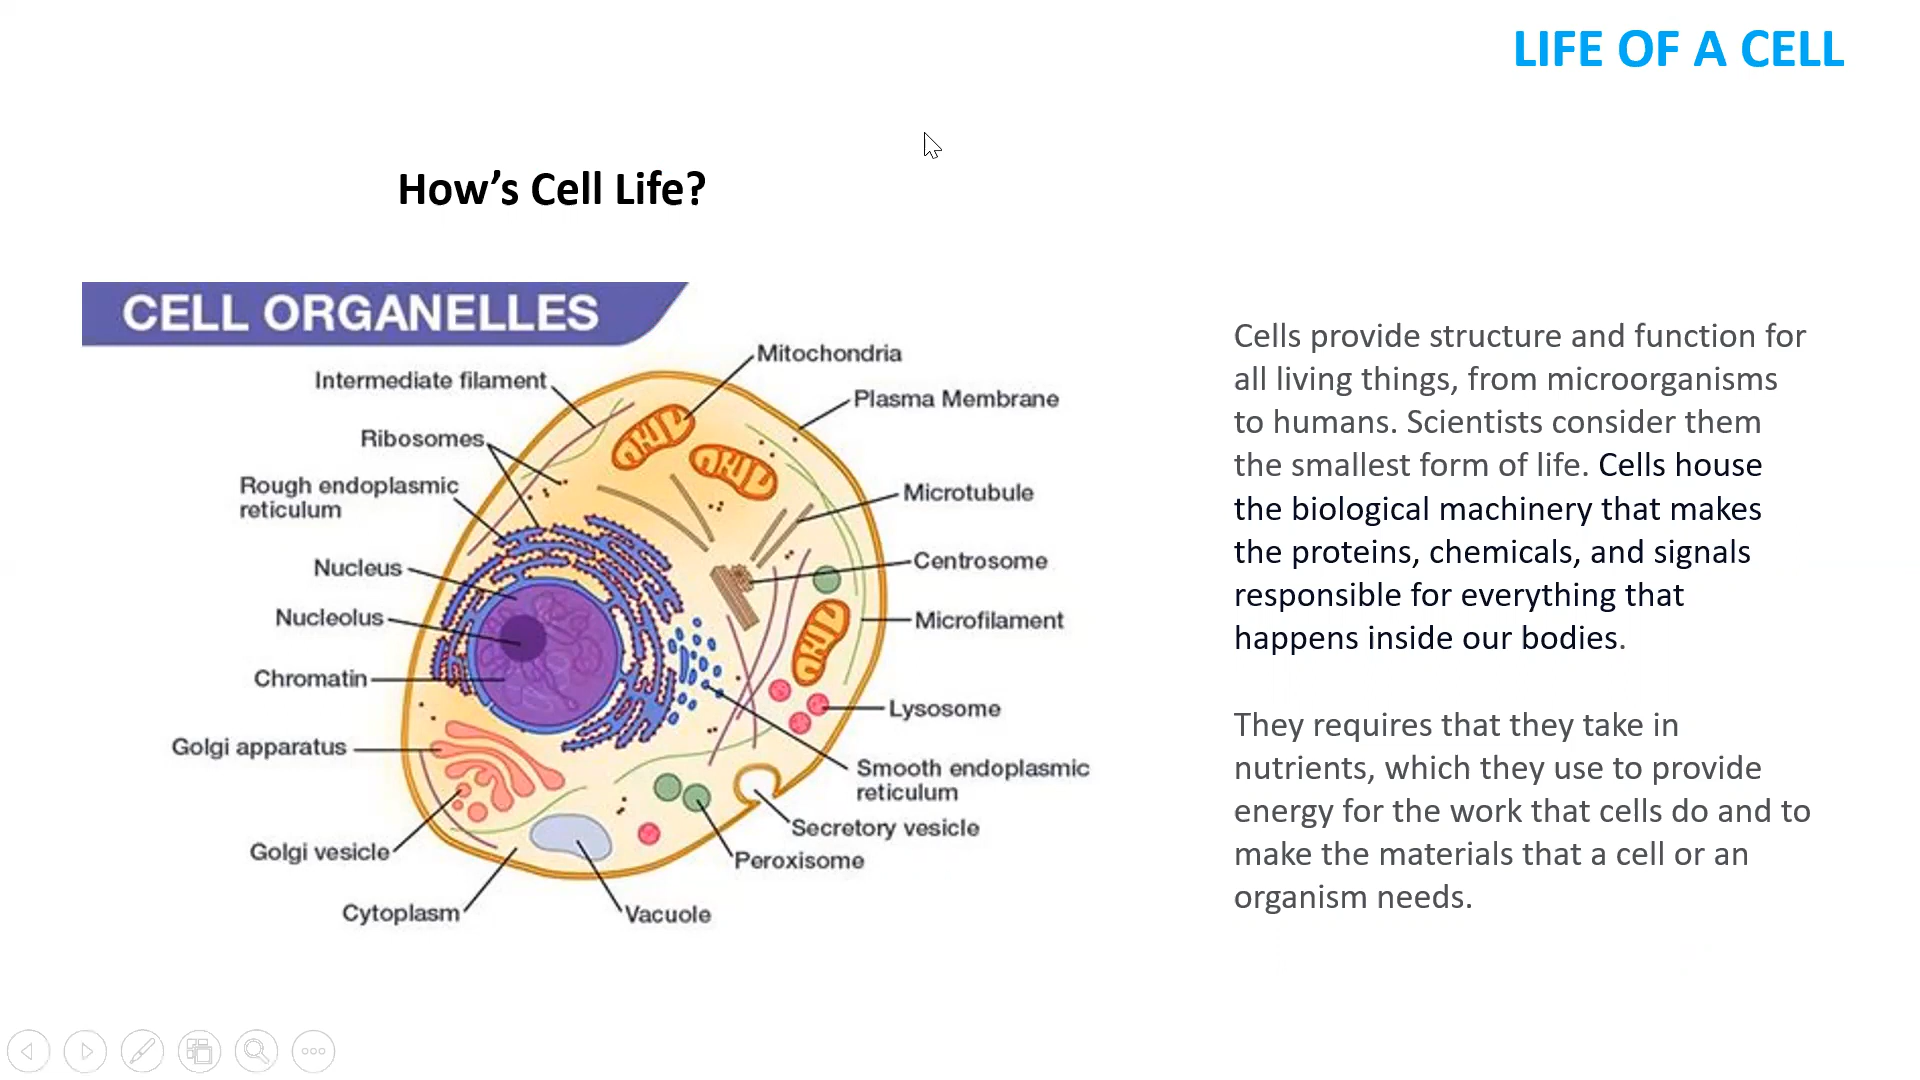 LIFE OF A CELL
How’s Cell Life?
CELL ORGANELLES
Mitochondria
Intermediate filament
Plasma Membrane
Ribosomes
Rough endoplasmic
reticulum
Microtubule
Centrosome
Nucleus
Nucleolus
Microfilament
Chromatin
Lysosome
Golgi apparatus
Smooth endoplasmic
reticulum
Secretory vesicle
Golgi vesicle
Peroxisome
Cytoplasm
Vacuole
Cells provide structure and function for
all living things, from microorganisms
to humans. Scientists consider them
the smallest form of life. Cells house
the biological machinery that makes
the proteins, chemicals, and signals
responsible for everything that
happens inside our bodies.
They requires that they take in
nutrients, which they use to provide
energy for the work that cells do and to
make the materials that a cell or an
organism needs.